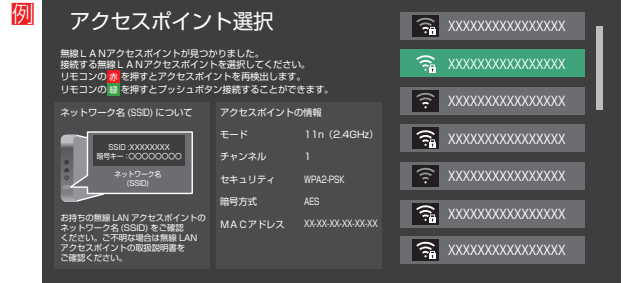 例
アクセスポイント選択
無線LANアクセスポイントが見つかりました。
接続する無線LANアクセスポイントを選択してください。
リモコンの 赤 を押すとアクセスポイントを再検出します。
リモコンの 緑 を押すとプッシュボタン接続することができます。
ネットワーク名 (SSID) について
SSID :XXXXXXXX
暗号キー :○○○○○○○○
ネットワーク名
(SSID)
お持ちの無線 LAN アクセスポイントの
ネットワーク名 (SSID) をご確認
ください。ご不明な場合は無線 LAN
アクセスポイントの取扱説明書を
ご確認ください。
アクセスポイントの情報
モード 11n (2.4GHz)
チャンネル 1
セキュリティ WPA2-PSK
暗号方式 AES
MACアドレス XX-XX-XX-XX-XX-XX
XXXXXXXXXXXXXXXX
XXXXXXXXXXXXXXXX
XXXXXXXXXXXXXXXX
XXXXXXXXXXXXXXXX
XXXXXXXXXXXXXXXX
XXXXXXXXXXXXXXXX
XXXXXXXXXXXXXXXX